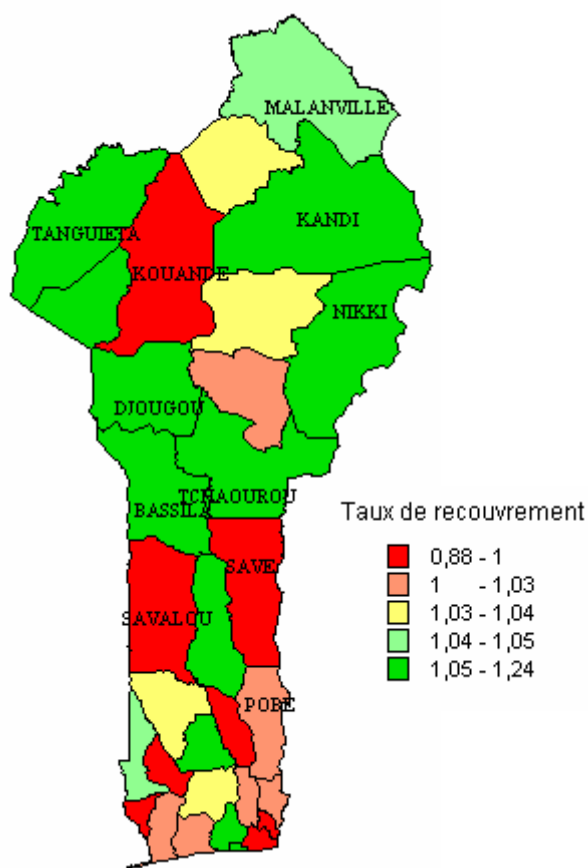 MALANVILLE
KANDI
TANGUIETA
KOUANDE
NIKKI
DJOUGOU
TCHAOUROU
BASSILA
SAVE
SAVALOU
POBE
Taux de recouvrement
0,88 - 1
1 - 1,03
1,03 - 1,04
1,04 - 1,05
1,05 - 1,24